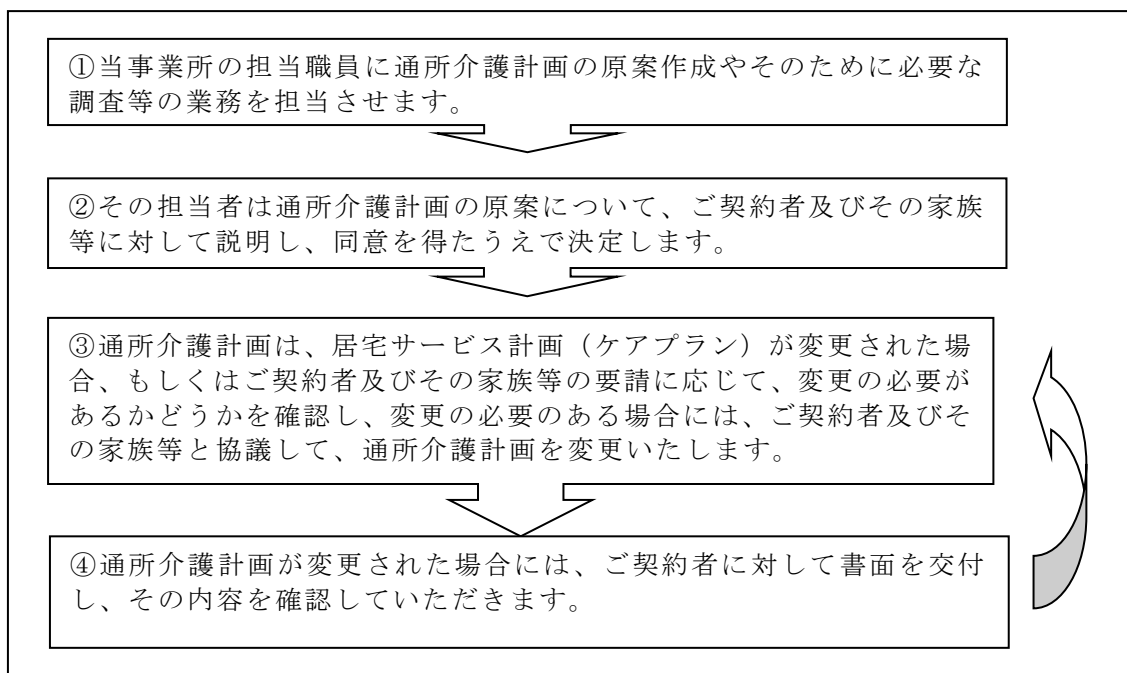 ①当事業所の担当職員に通所介護計画の原案作成やそのために必要な
調査等の業務を担当させます。
②その担当者は通所介護計画の原案について、ご契約者及びその家族
等に対して説明し、同意を得たうえで決定します。
③通所介護計画は、居宅サービス計画（ケアプラン）が変更された場
合、もしくはご契約者及びその家族等の要請に応じて、変更の必要が
あるかどうかを確認し、変更の必要のある場合には、ご契約者及びそ
の家族等と協議して、通所介護計画を変更いたします。
④通所介護計画が変更された場合には、ご契約者に対して書面を交付
し、その内容を確認していただきます。